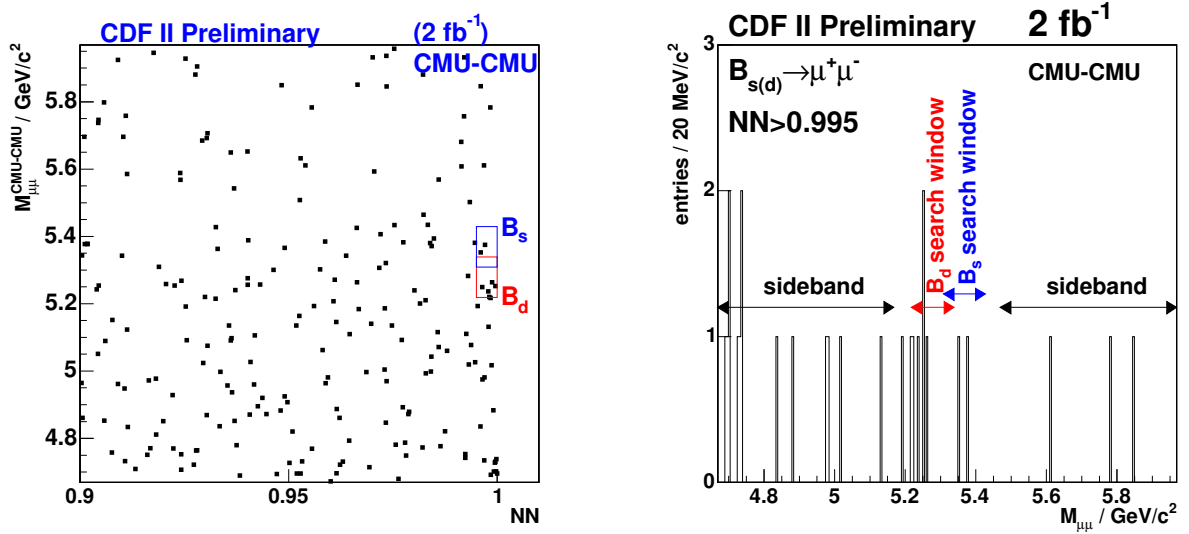 CDF II Preliminary (2 fb⁻¹)
CMU-CMU
M_μμ^CMU-CMU / GeV/c²
5.8
5.6
5.4
5.2
5
4.8
B_s
B_d
0.9 0.95 1
NN
CDF II Preliminary 2 fb⁻¹
entries / 20 MeV/c²
3
2
1
0
B_s(d)→μ⁺μ⁻ CMU-CMU
NN>0.995
B_d search window
B_s search window
sideband sideband
4.8 5 5.2 5.4 5.6 5.8
M_μμ / GeV/c²